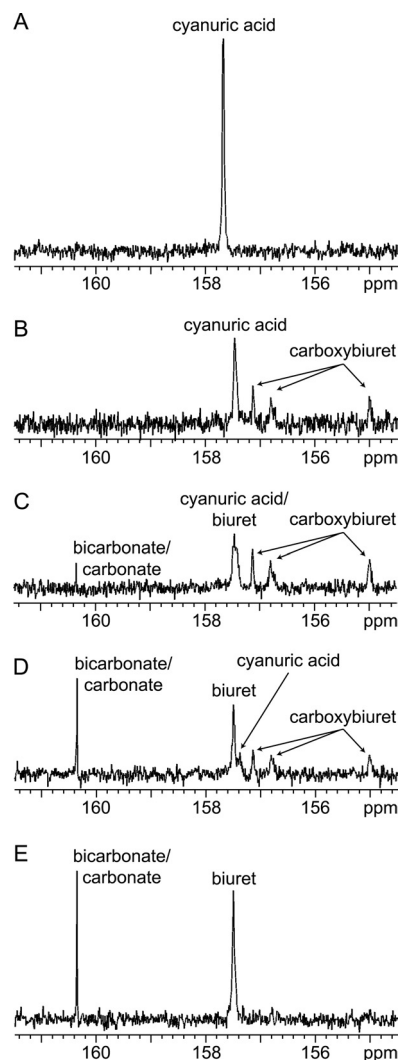 A
cyanuric acid
160 158 156 ppm
B
cyanuric acid
carboxybiuret
160 158 156 ppm
C
cyanuric acid/
biuret
carboxybiuret
bicarbonate/
carbonate
160 158 156 ppm
D
bicarbonate/
carbonate
cyanuric acid
biuret
carboxybiuret
160 158 156 ppm
E
bicarbonate/
carbonate
biuret
160 158 156 ppm